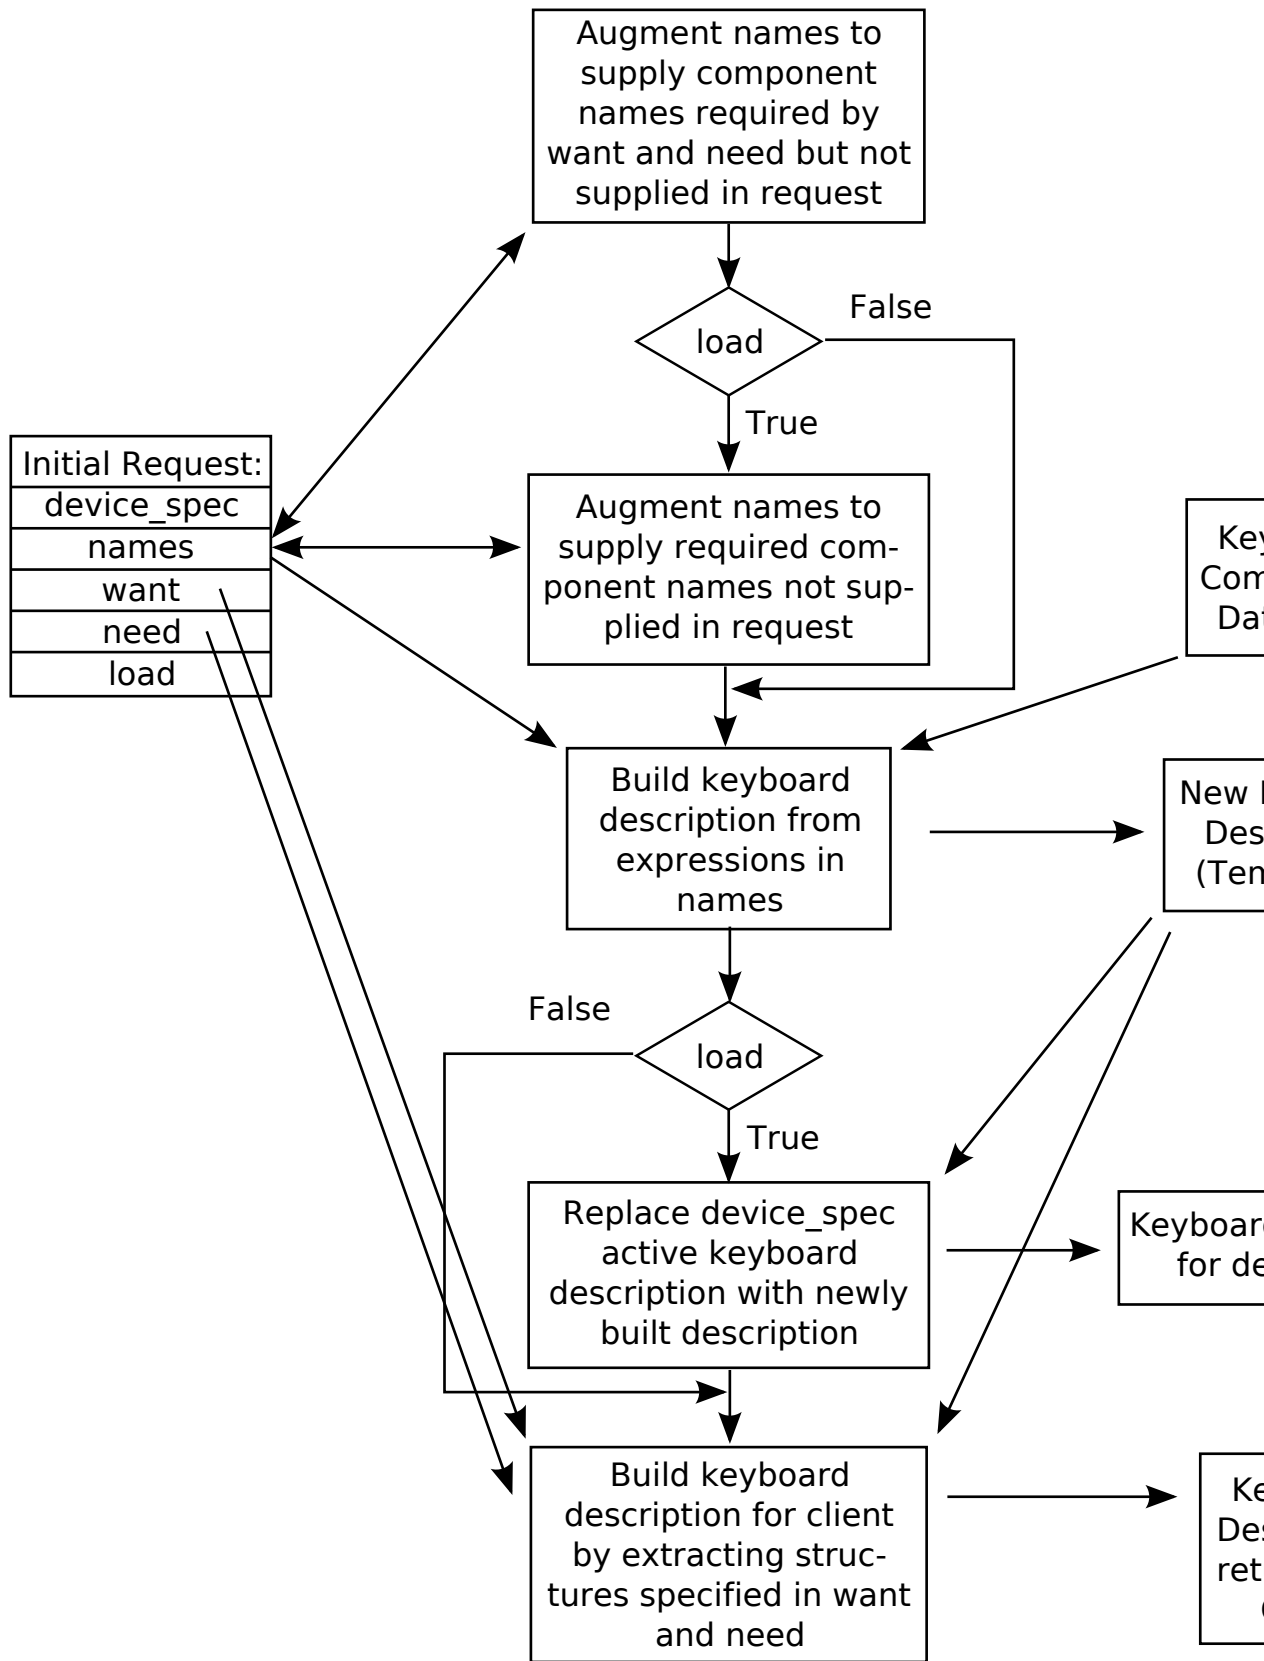 Augment names to
supply component
names required by
want and need but not
supplied in request
False
load
True
Initial Request:
device_spec
names
want
need
load
Augment names to
supply required com-
ponent names not sup-
plied in request
Build keyboard
description from
expressions in
names
New
False
load
True
Replace device_spec
active keyboard
description with newly
built description
for
Build keyboard
description for client
by extracting struc-
tures specified in want
and need